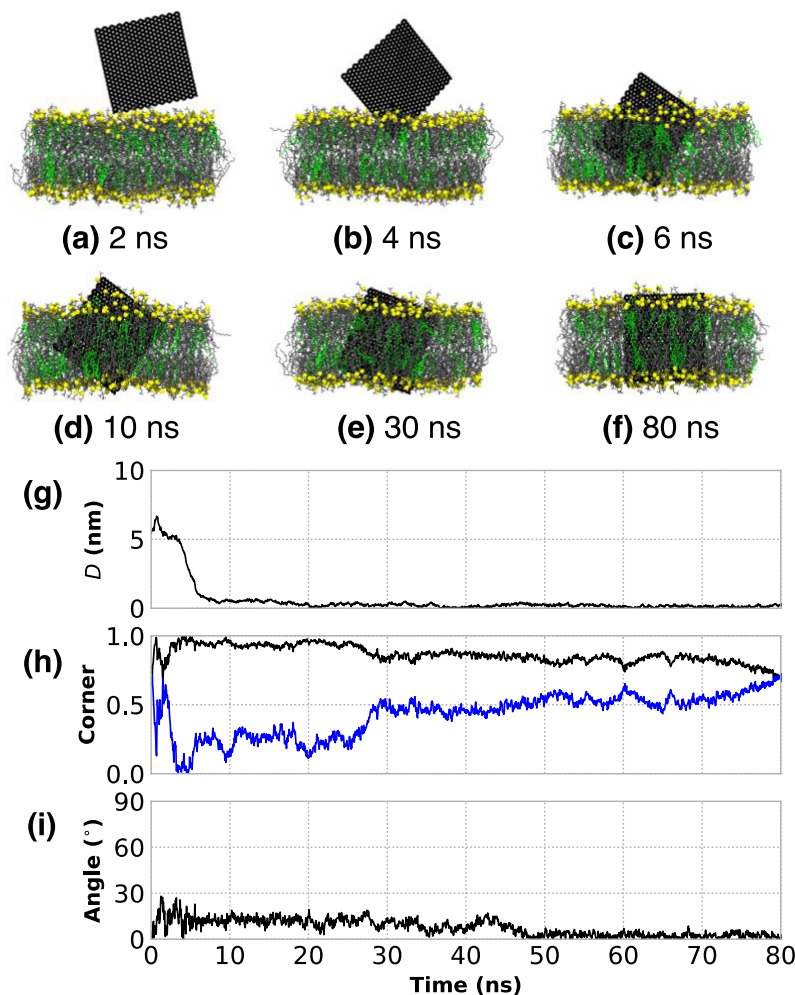 (a) 2 ns
(b) 4 ns
(c) 6 ns
(d) 10 ns
(e) 30 ns
(f) 80 ns
(g)
D (nm)
10
5
0
(h)
Corner
1.0
0.5
0.0
(i)
Angle (°)
90
60
30
0
0 10 20 30 40 50 60 70 80
Time (ns)